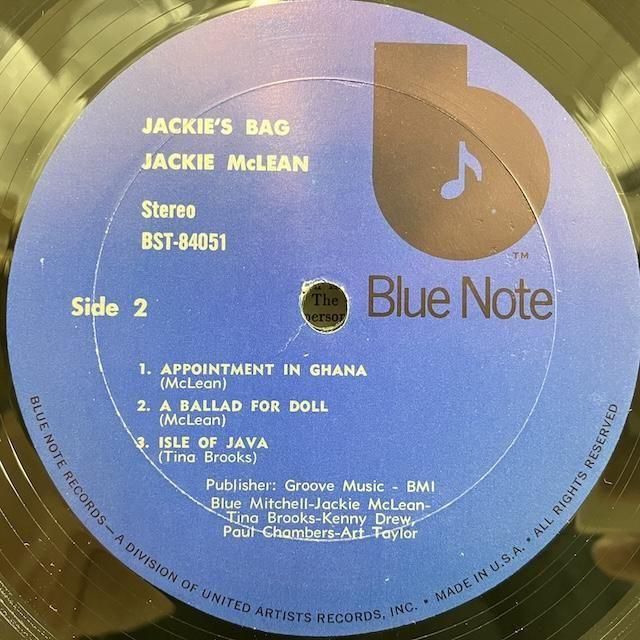 JACKIE'S BAG
JACKIE McLEAN
Stereo
BST-84051
TM
Blue Note
Side 2
The
1. APPOINTMENT IN GHANA
(McLean)
2. A BALLAD FOR DOLL
(McLean)
3. ISLE OF JAVA
(Tina Brooks)
Publisher: Groove Music - BMI
Blue Mitchell-Jackie McLean-
Tina Brooks-Kenny Drew,
Paul Chambers-Art Taylor
BLUE NOTE RECORDS—A DIVISION OF UNITED ARTISTS RECORDS, INC. • MADE IN U.S.A. • ALL RIGHTS RESERVED